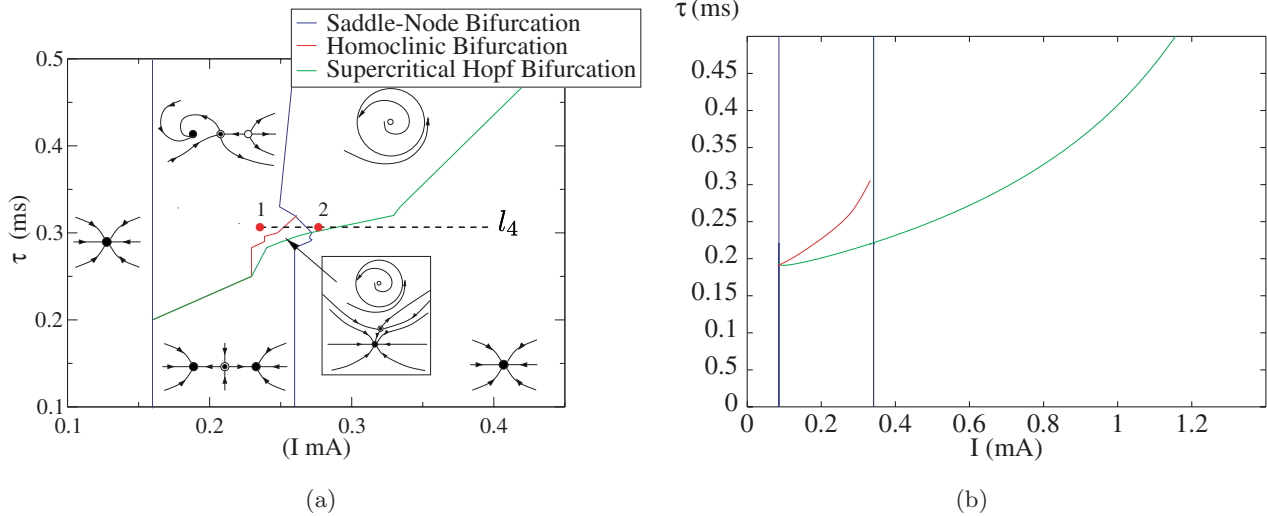 Saddle-Node Bifurcation
Homoclinic Bifurcation
Supercritical Hopf Bifurcation
0.5
0.4
0.3
0.2
0.1
τ (ms)
1
2
l₄
0.1
0.2
0.3
0.4
(I mA)
(a)
τ (ms)
0.45
0.4
0.35
0.3
0.25
0.2
0.15
0.1
0.05
0
0
0.2
0.4
0.6
0.8
1
1.2
I (mA)
(b)